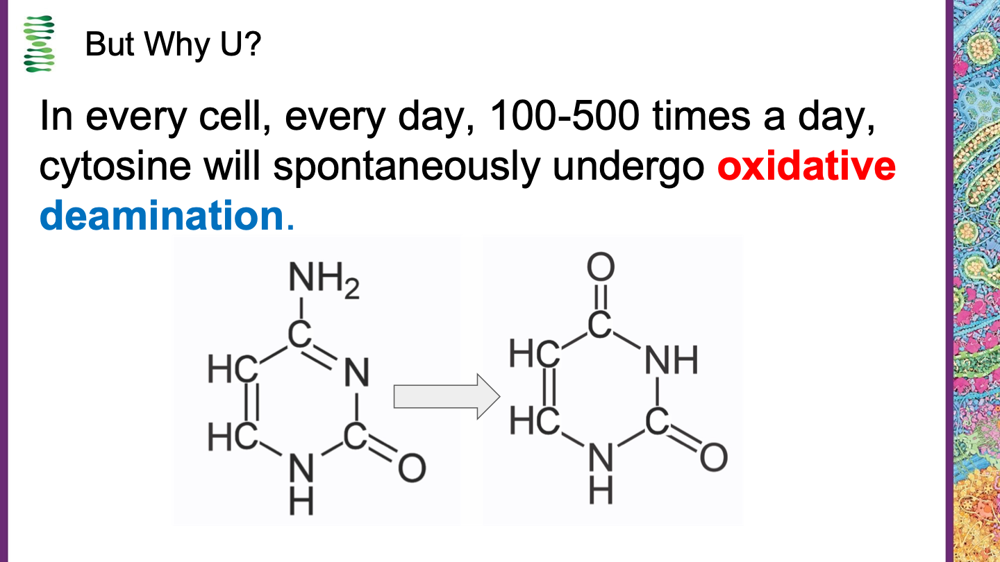 But Why U?
In every cell, every day, 100-500 times a day,
cytosine will spontaneously undergo oxidative
deamination.
NH₂
C
HC
N
HC
C
N
H
O
O
C
HC
NH
HC
C
N
H
O